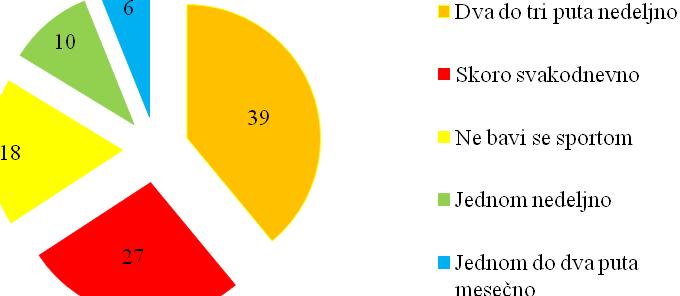 6
10
39
18
27
Dva do tri puta nedeljno
Skoro svakodnevno
Ne bavi se sportom
Jednom nedeljno
Jednom do dva puta
mesečno